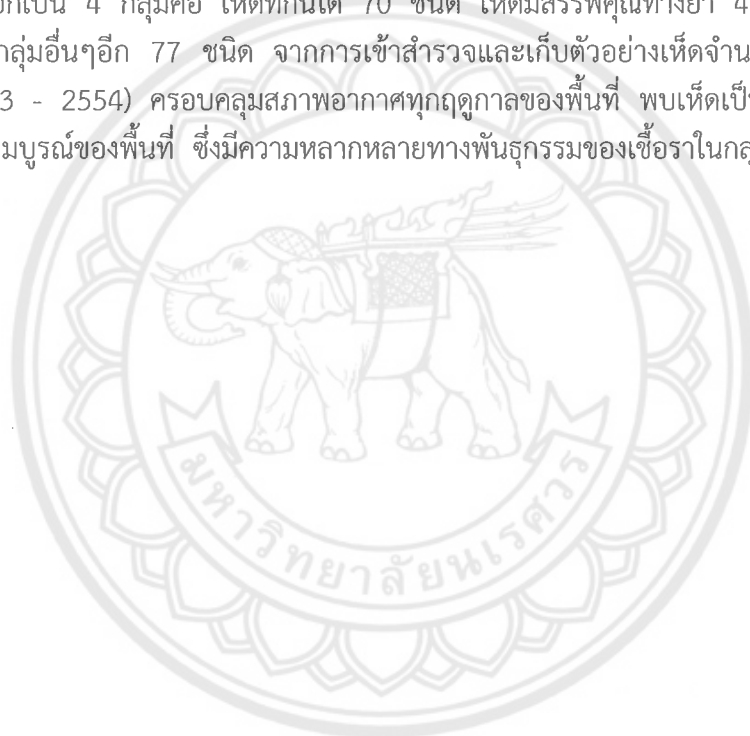 อกเป็น 4 กลุ่มคือ เห็ดที่กินได้ 70 ชนิด เห็ดมีสรรพคุณทางยา 4
กลุ่มอื่นๆอีก 77 ชนิด จากการเข้าสำรวจและเก็บตัวอย่างเห็ดจำน
3 - 2554) ครอบคลุมสภาพอากาศทุกฤดูกาลของพื้นที่ พบเห็ดเป็
มบูรณ์ของพื้นที่ ซึ่งมีความหลากหลายทางพันธุกรรมของเชื้อราในกลุ
มหาวิทยาลัยนเรศวร